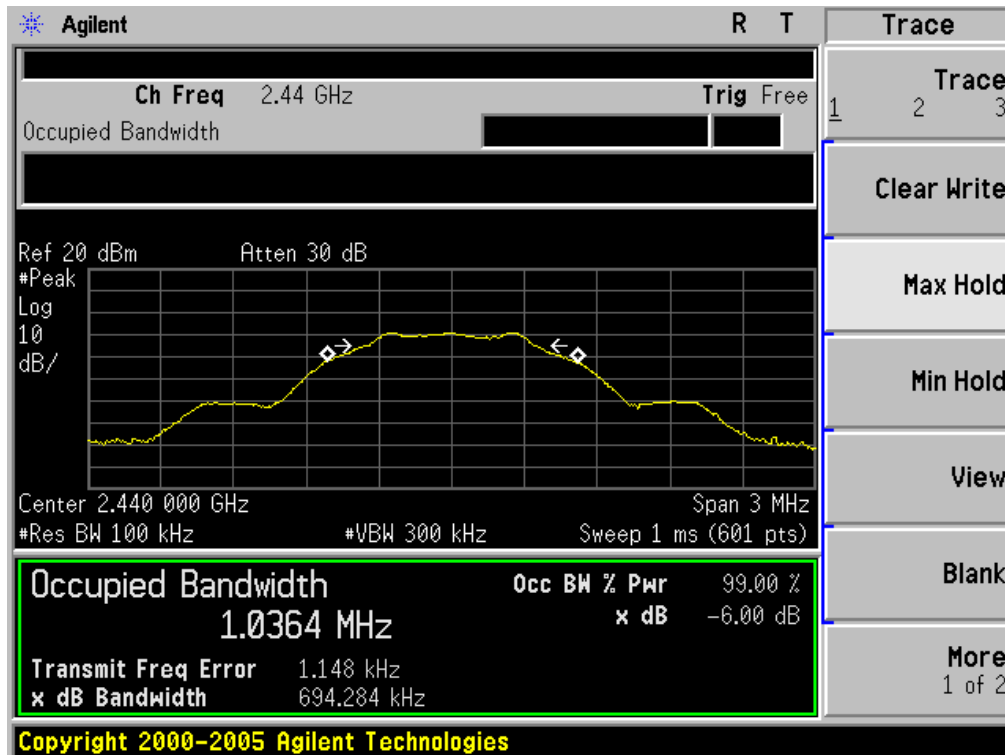 Agilent R T
Trace
Ch Freq 2.44 GHz Trig Free
Occupied Bandwidth
Trace
1 2 3
Clear Write
Max Hold
Min Hold
View
Blank
More
1 of 2
Ref 20 dBm Atten 30 dB
#Peak
Log
10
dB/
Center 2.440 000 GHz Span 3 MHz
#Res BW 100 kHz #VBW 300 kHz Sweep 1 ms (601 pts)
Occupied Bandwidth
1.0364 MHz
Occ BW % Pwr 99.00 %
x dB -6.00 dB
Transmit Freq Error 1.148 kHz
x dB Bandwidth 694.284 kHz
Copyright 2000-2005 Agilent Technologies